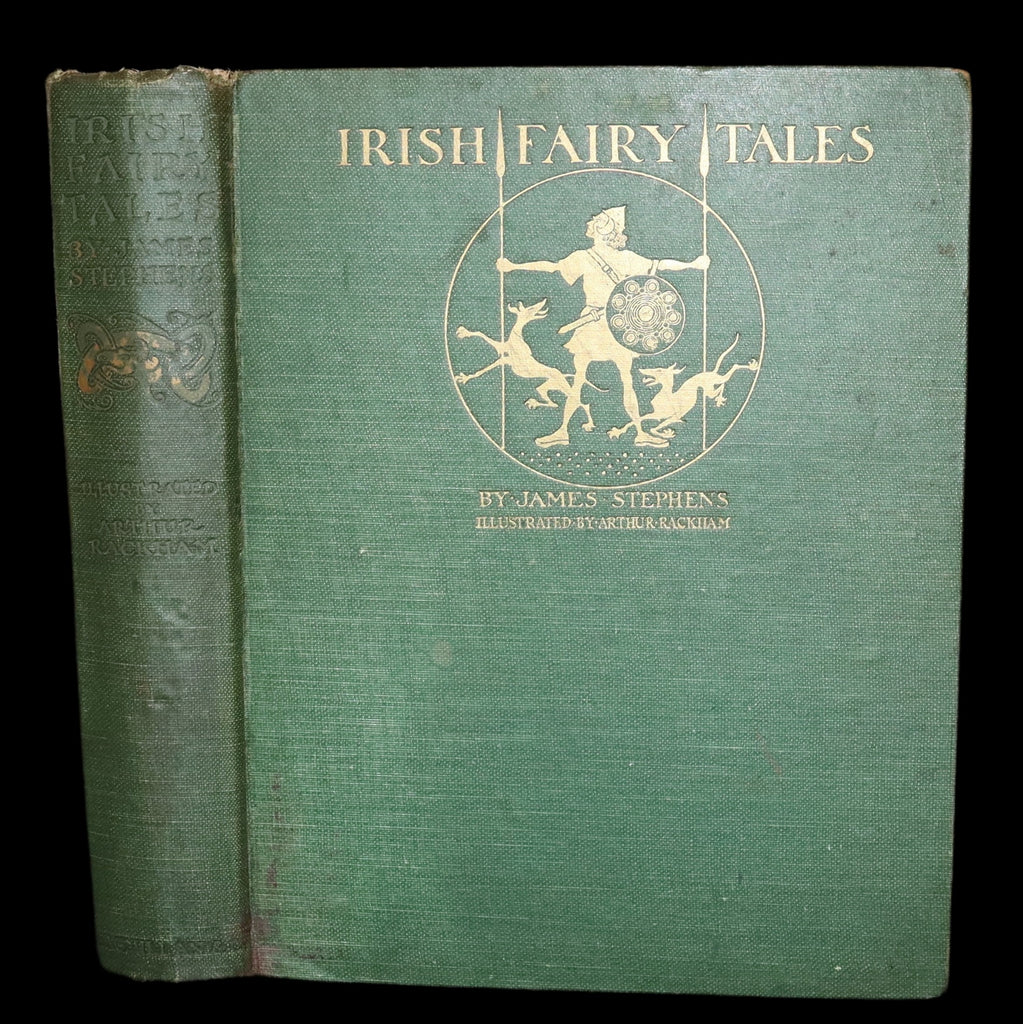 IRISH
FAIRY
TALES
BY·JAMES
STEPHENS
ILLUSTRATED
BY
ARTHUR
RACKHAM
IRISH FAIRY TALES
BY·JAMES·STEPHENS
ILLUSTRATED·BY·ARTHUR·RACKHAM